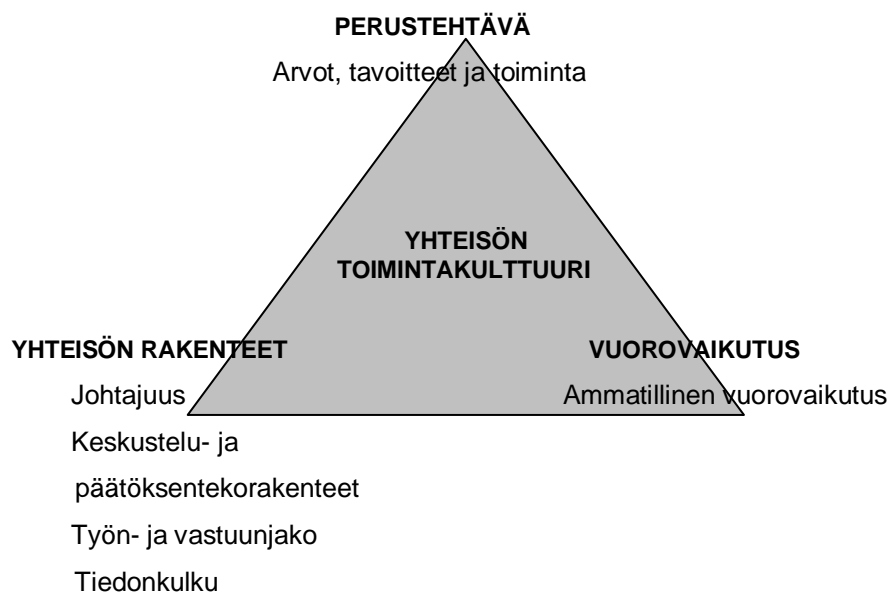 PERUSTEHTÄVÄ
Arvot, tavoitteet ja toiminta
YHTEISÖN
TOIMINTAKULTTUURI
YHTEISÖN RAKENTEET
Johtajuus
Keskustelu- ja
päätöksentekorakenteet
Työn- ja vastuunjako
Tiedonkulku
VUOROVAIKUTUS
Ammatillinen vuorovaikutus